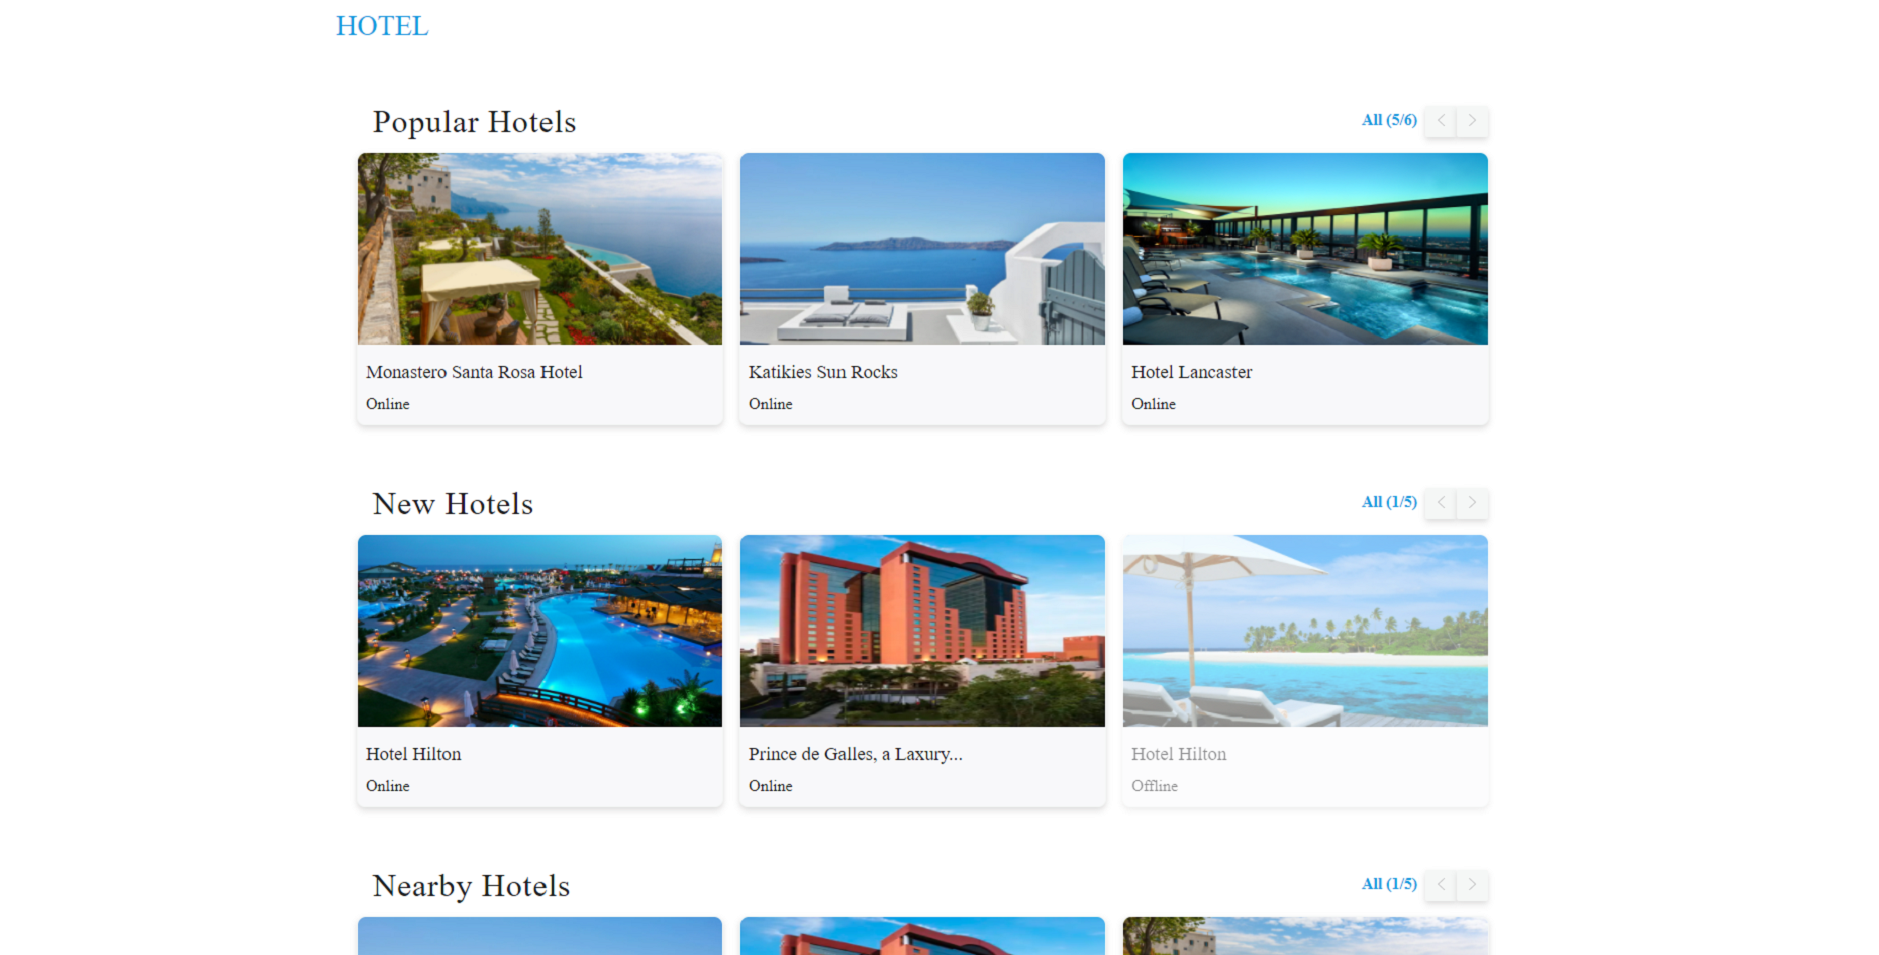 HOTEL
Popular Hotels
All (5/6)
Monastero Santa Rosa Hotel
Online
Katikies Sun Rocks
Online
Hotel Lancaster
Online
New Hotels
All (1/5)
Hotel Hilton
Online
Prince de Galles, a Laxury...
Online
Hotel Hilton
Offline
Nearby Hotels
All (1/5)